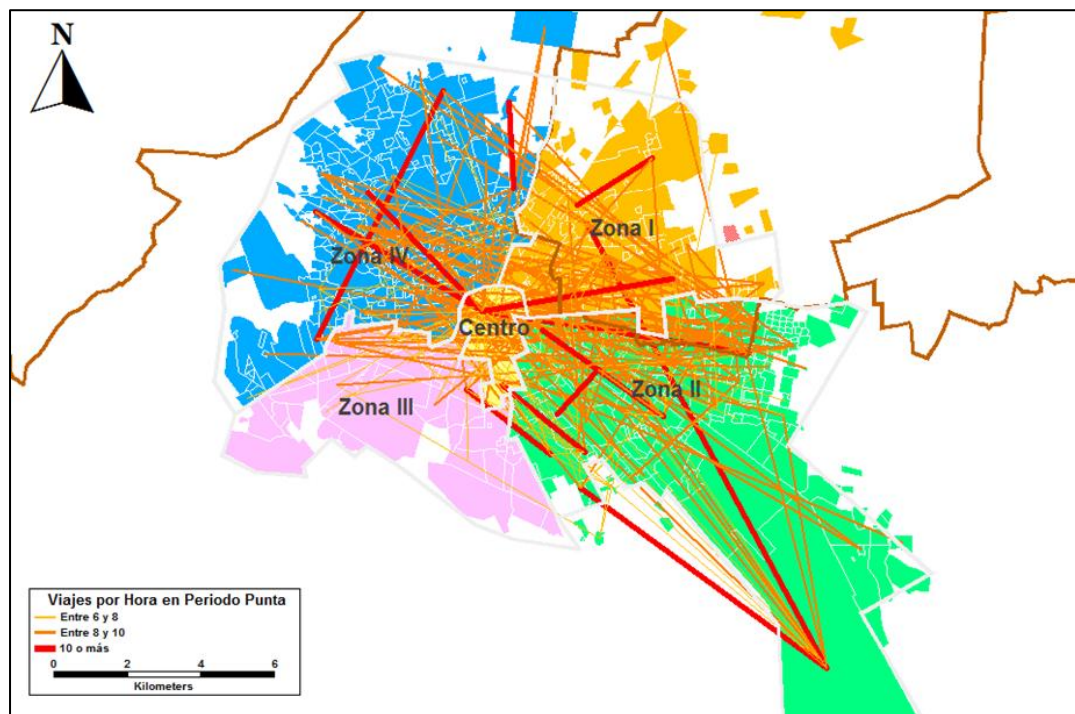 N
Zona I
Zona IV
Centro
Zona II
Zona III
Viajes por Hora en Periodo Punta
Entre 6 y 8
Entre 8 y 10
10 o más
0 2 4 6
Kilometers